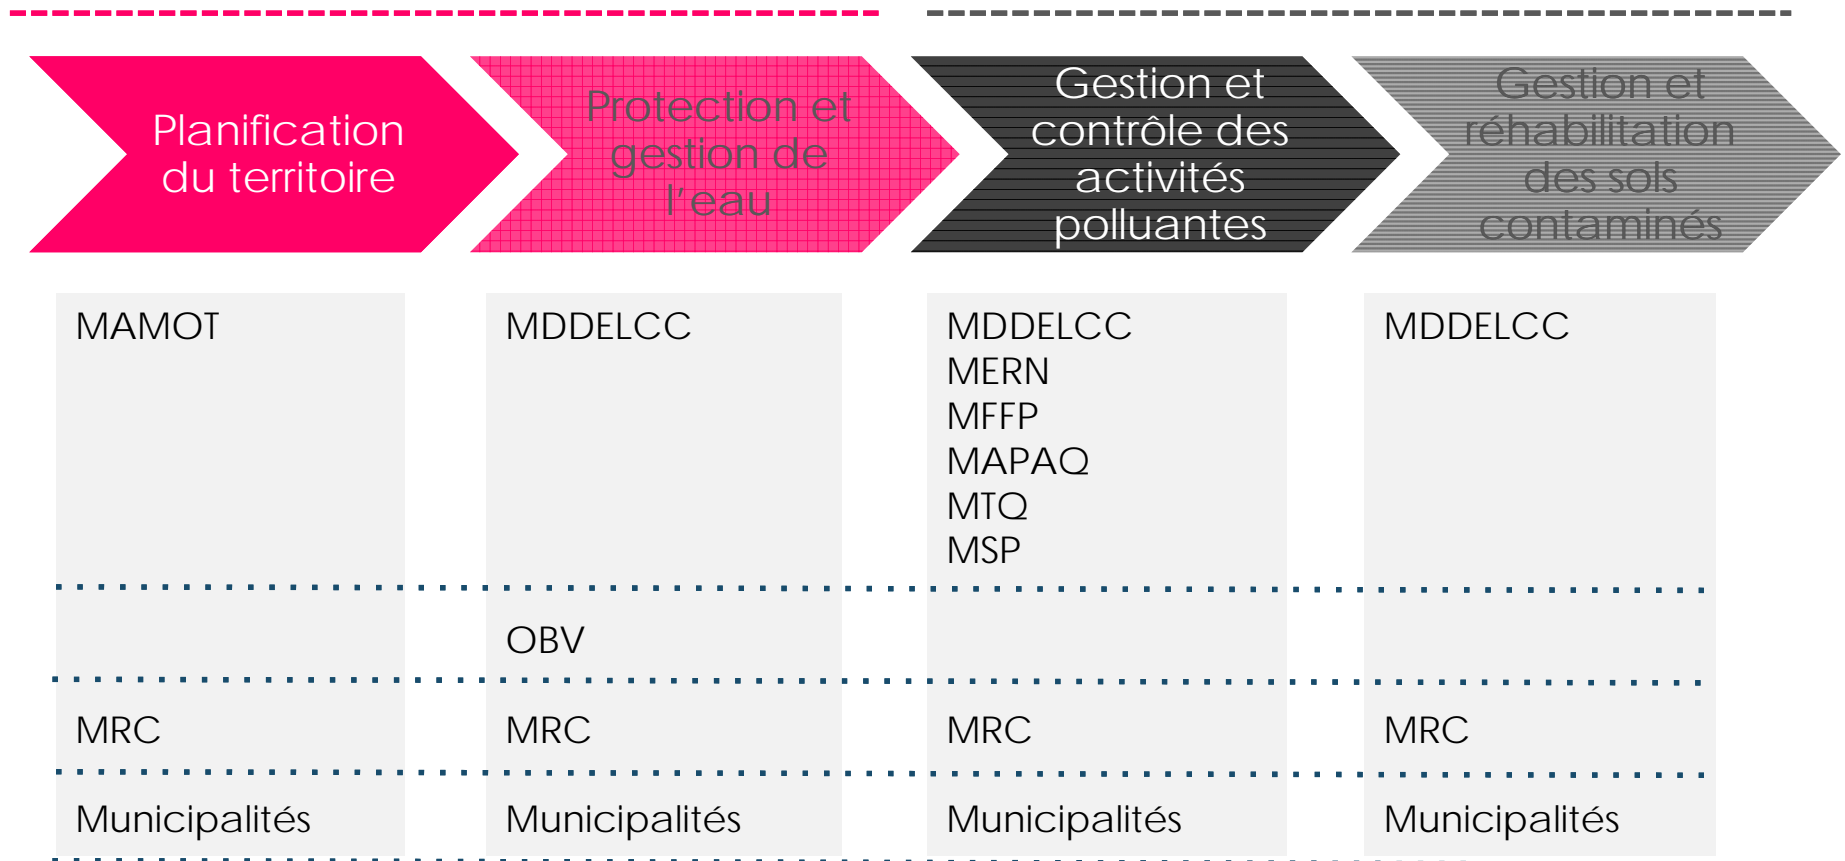 Planification
du territoire
Protection et
gestion de
l'eau
Gestion et
contrôle des
activités
polluantes
Gestion et
réhabilitation
des sols
contaminés
MAMOT
MDDELCC
MDDELCC
MERN
MFFP
MAPAQ
MTQ
MSP
MDDELCC
OBV
MRC
MRC
MRC
MRC
Municipalités
Municipalités
Municipalités
Municipalités